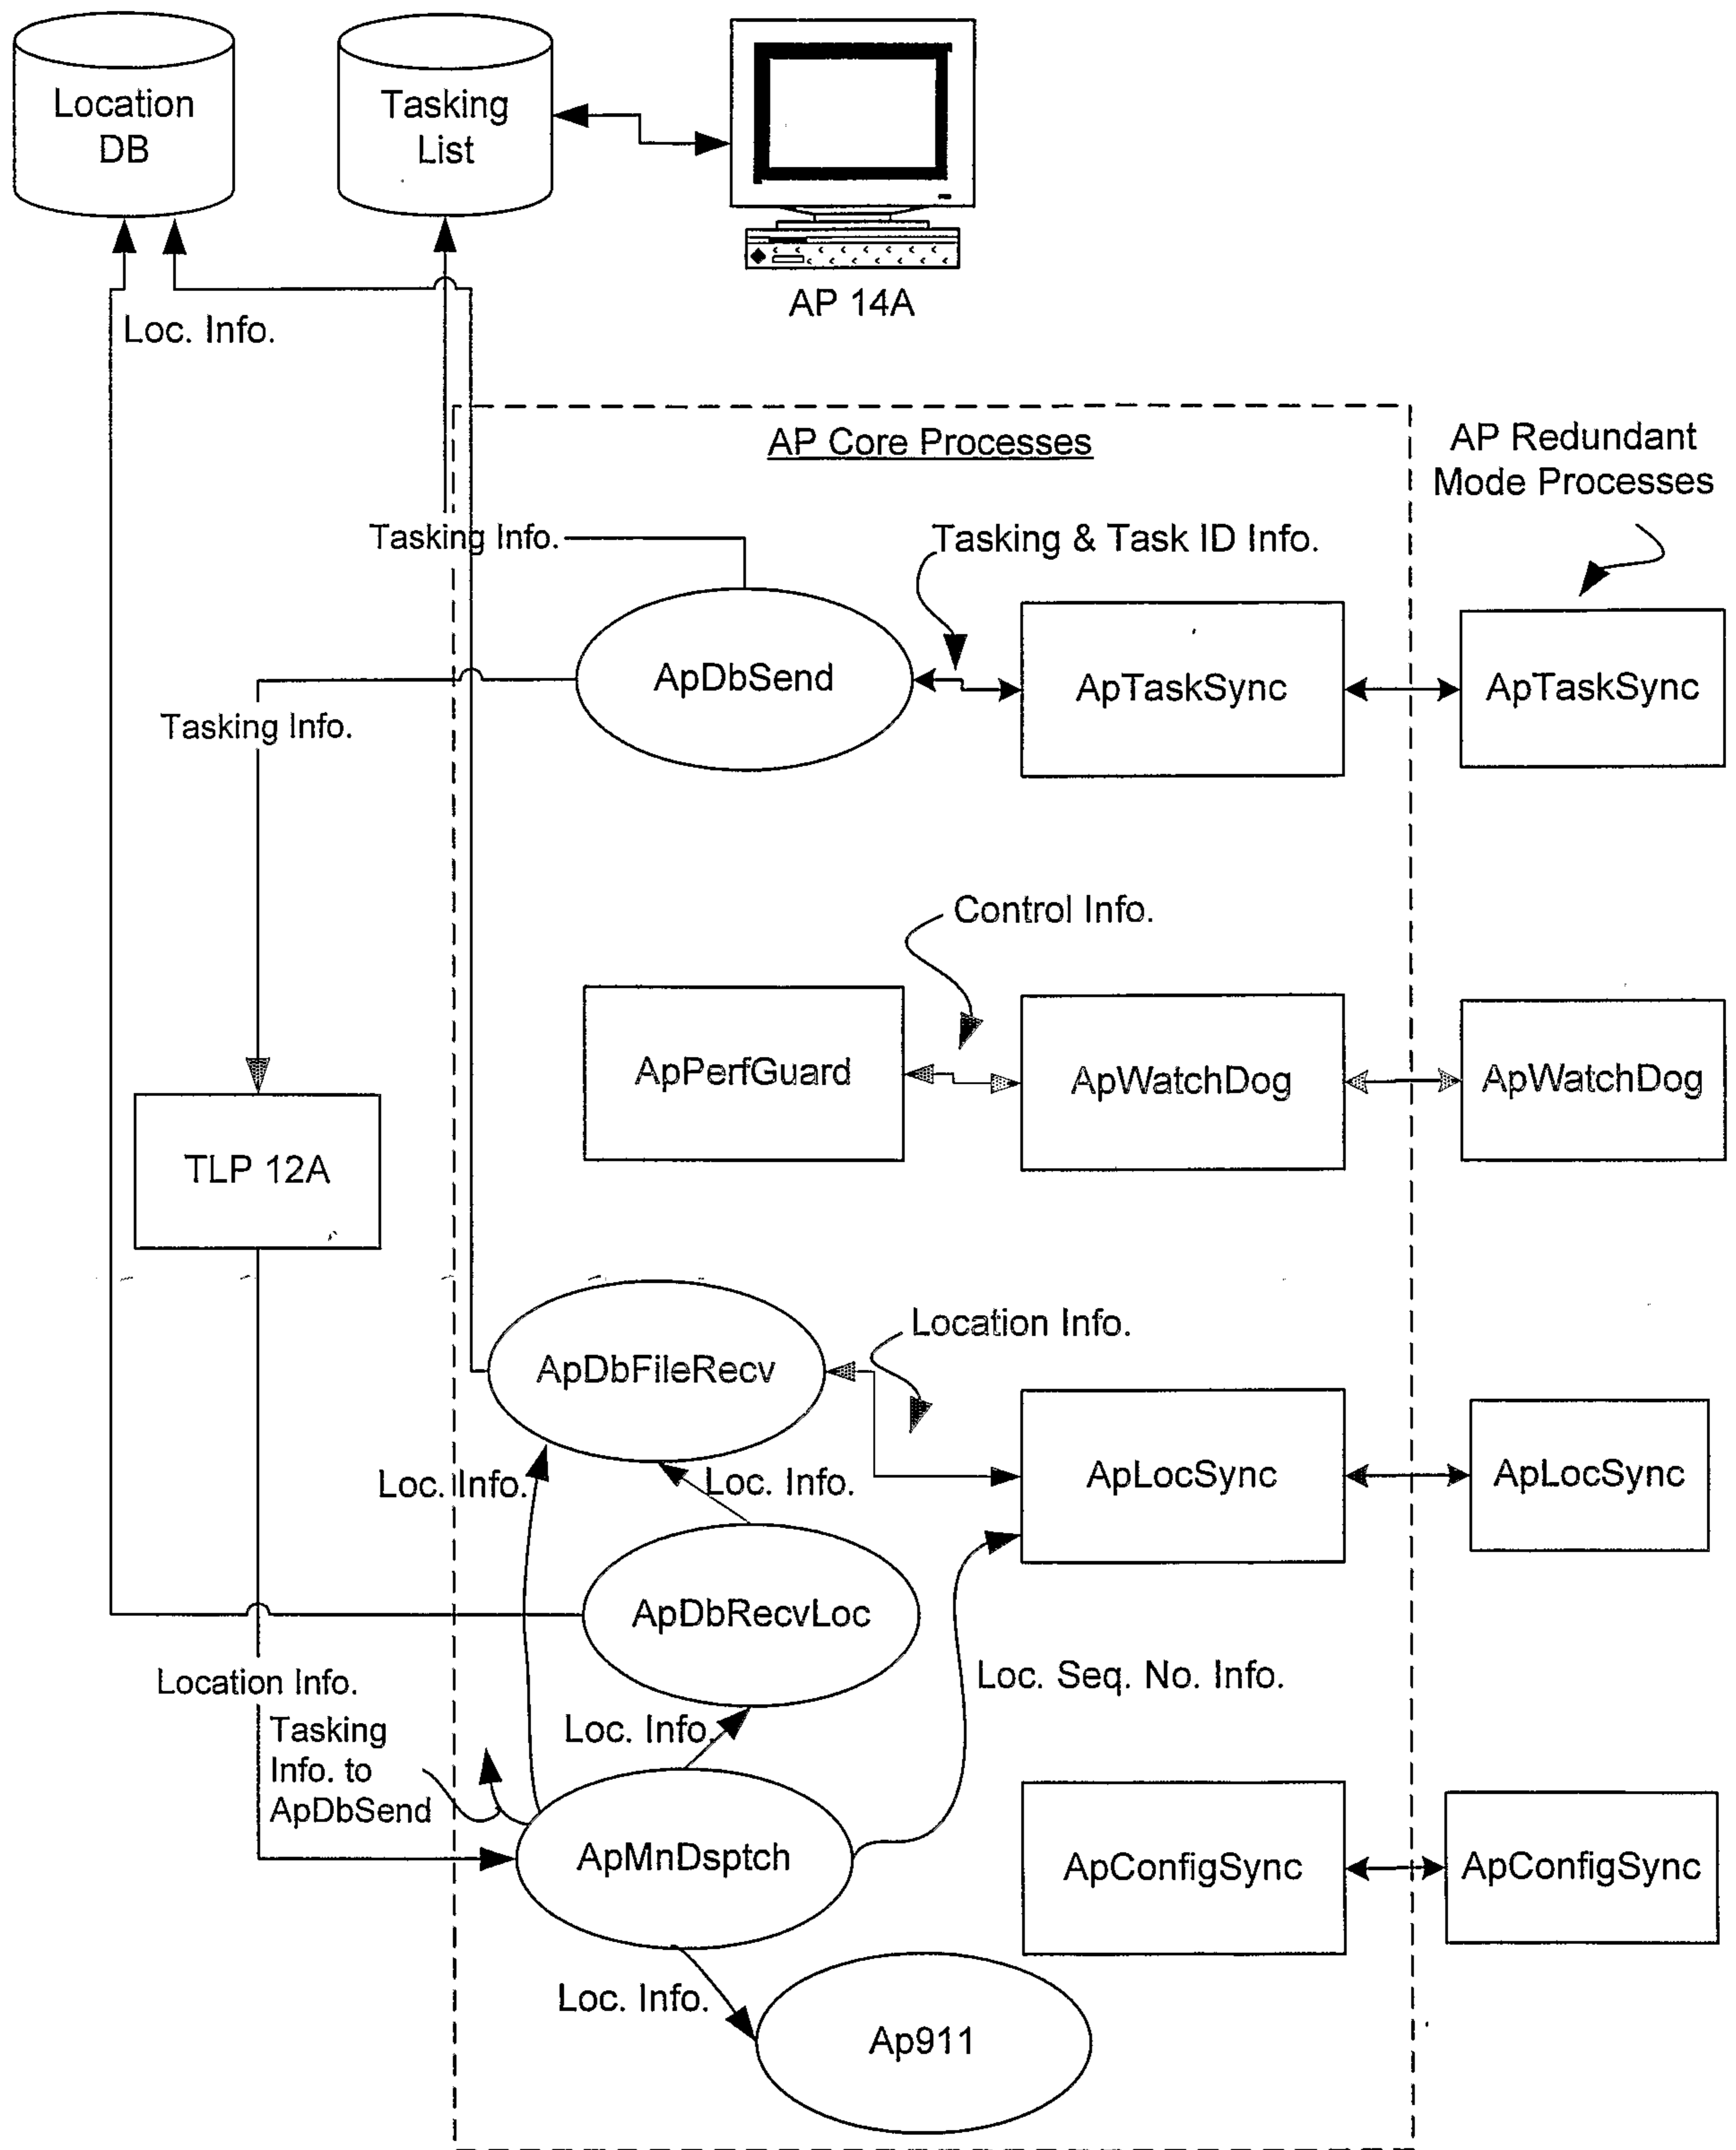 Location
DB
Tasking
List
AP 14A
Loc. Info.
AP Core Processes
AP Redundant
Mode Processes
Tasking Info.
Tasking & Task ID Info.
ApDbSend
ApTaskSync
ApTaskSync
Tasking Info.
Control Info.
ApPerfGuard
ApWatchDog
ApWatchDog
TLP 12A
Location Info.
ApDbFileRecv
Loc. Info.
Loc. Info.
ApLocSync
ApLocSync
ApDbRecvLoc
Location Info.
Loc. Seq. No. Info.
Tasking
Info. to
ApDbSend
Loc. Info.
ApMnDsptch
ApConfigSync
ApConfigSync
Loc. Info.
Ap911